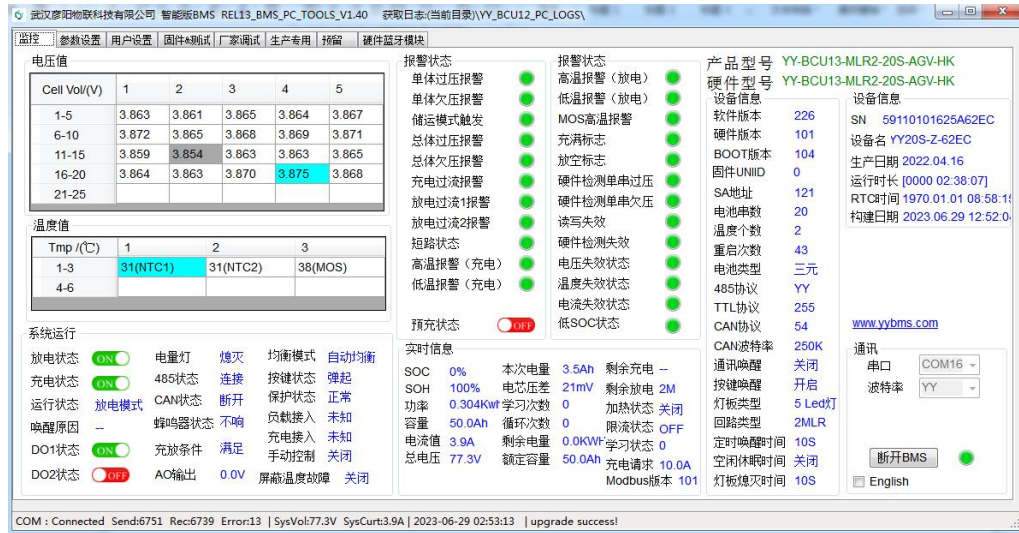 武汉彦阳物联科技有限公司 智能版BMS REL13_BMS_PC_TOOLS_V1.40 获取日志:(当前目录)\YY_BCU12_PC_LOGS\
监控 参数设置 用户设置 固件&测试 厂家调试 生产专用 预留 硬件蓝牙模块
电压值
Cell Vol/(V) 1 2 3 4 5
1-5 3.863 3.861 3.865 3.864 3.867
6-10 3.872 3.865 3.868 3.869 3.871
11-15 3.859 3.854 3.863 3.863 3.865
16-20 3.864 3.863 3.870 3.875 3.868
21-25
温度值
Tmp /(℃) 1 2 3
1-3 31(NTC1) 31(NTC2) 38(MOS)
4-6
系统运行
放电状态 ON 电量灯 熄灭 均衡模式 自动均衡
充电状态 ON 485状态 连接 按键状态 弹起
运行状态 放电模式 CAN状态 断开 保护状态 正常
唤醒原因 -- 蜂鸣器状态 不响 负载接入 未知
充电接入 未知
DO1状态 ON 充放条件 满足 手动控制 关闭
DO2状态 OFF AO输出 0.0V 屏蔽温度故障 关闭
报警状态
单体过压报警
单体欠压报警
储运模式触发
总体过压报警
总体欠压报警
充电过流报警
放电过流1报警
放电过流2报警
短路状态
高温报警（充电）
低温报警（充电）
预充状态 OFF
报警状态
高温报警（放电）
低温报警（放电）
MOS高温报警
充满标志
放空标志
硬件检测单串过压
硬件检测单串欠压
读写失效
硬件检测失效
电压失效状态
温度失效状态
电流失效状态
低SOC状态
实时信息
SOC 0% 本次电量 3.5Ah 剩余充电 --
SOH 100% 电芯压差 21mV 剩余放电 2M
功率 0.304Kwh 学习次数 0 加热状态 关闭
容量 50.0Ah 循环次数 0 限流状态 OFF
电流值 3.9A 剩余电量 0.0KWH 学习状态 0
总电压 77.3V 额定容量 50.0Ah 充电请求 10.0A
Modbus版本 101
产品型号 YY-BCU13-MLR2-20S-AGV-HK
硬件型号 YY-BCU13-MLR2-20S-AGV-HK
设备信息
软件版本 226
硬件版本 101
BOOT版本 104
固件UNIID 0
SA地址 121
电池串数 20
温度个数 2
重启次数 43
电池类型 三元
485协议 YY
TTL协议 255
CAN协议 54
CAN波特率 250K
通讯唤醒 关闭
按键唤醒 开启
灯板类型 5 Led灯
回路类型 2MLR
定时唤醒时间 10S
空闲休眠时间 关闭
灯板熄灭时间 10S
设备信息
SN 59110101625A62EC
设备名 YY20S-Z-62EC
生产日期 2022.04.16
运行时长 [0000 02:38:07]
RTC时间 1970.01.01 08:58:1
构建日期 2023.06.29 12:52:0
www.yybms.com
通讯
串口 COM16
波特率 YY
断开BMS
English
COM : Connected Send:6751 Rec:6739 Error:13 | SysVol:77.3V SysCurt:3.9A | 2023-06-29 02:53:13 | upgrade success!